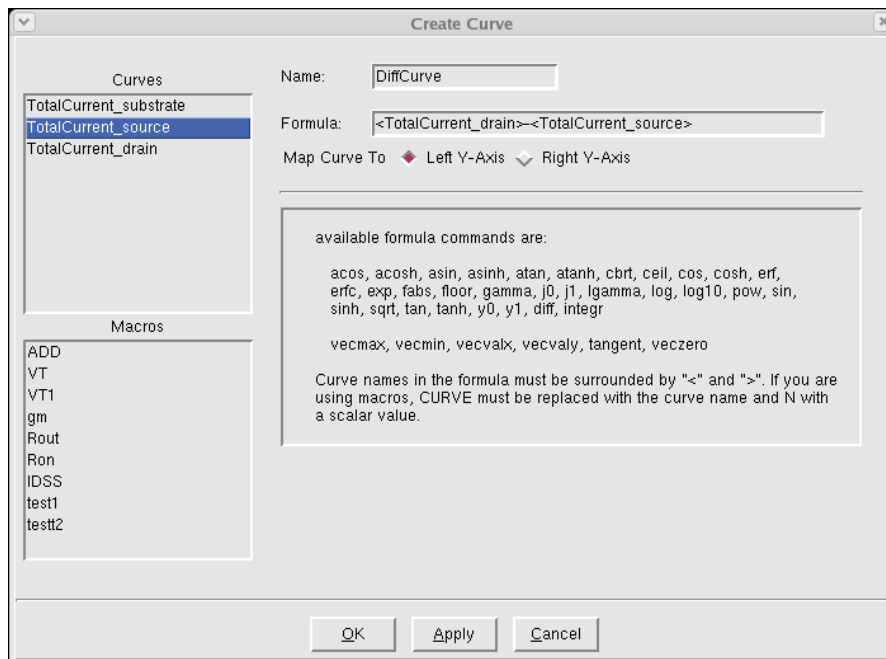 Create Curve
Curves
TotalCurrent_substrate
TotalCurrent_source
TotalCurrent_drain
Macros
ADD
VT
VT1
gm
Rout
Ron
IDSS
test1
testt2
Name: DiffCurve
Formula: <TotalCurrent_drain>-<TotalCurrent_source>
Map Curve To Left Y-Axis Right Y-Axis
available formula commands are:
acos, acosh, asin, asinh, atan, atanh, cbrt, ceil, cos, cosh, erf,
erfc, exp, fabs, floor, gamma, j0, j1, lgamma, log, log10, pow, sin,
sinh, sqrt, tan, tanh, y0, y1, diff, integr
vecmax, vecmin, vecvalx, vecvaly, tangent, veczero
Curve names in the formula must be surrounded by "<" and ">". If you are
using macros, CURVE must be replaced with the curve name and N with
a scalar value.
OK Apply Cancel